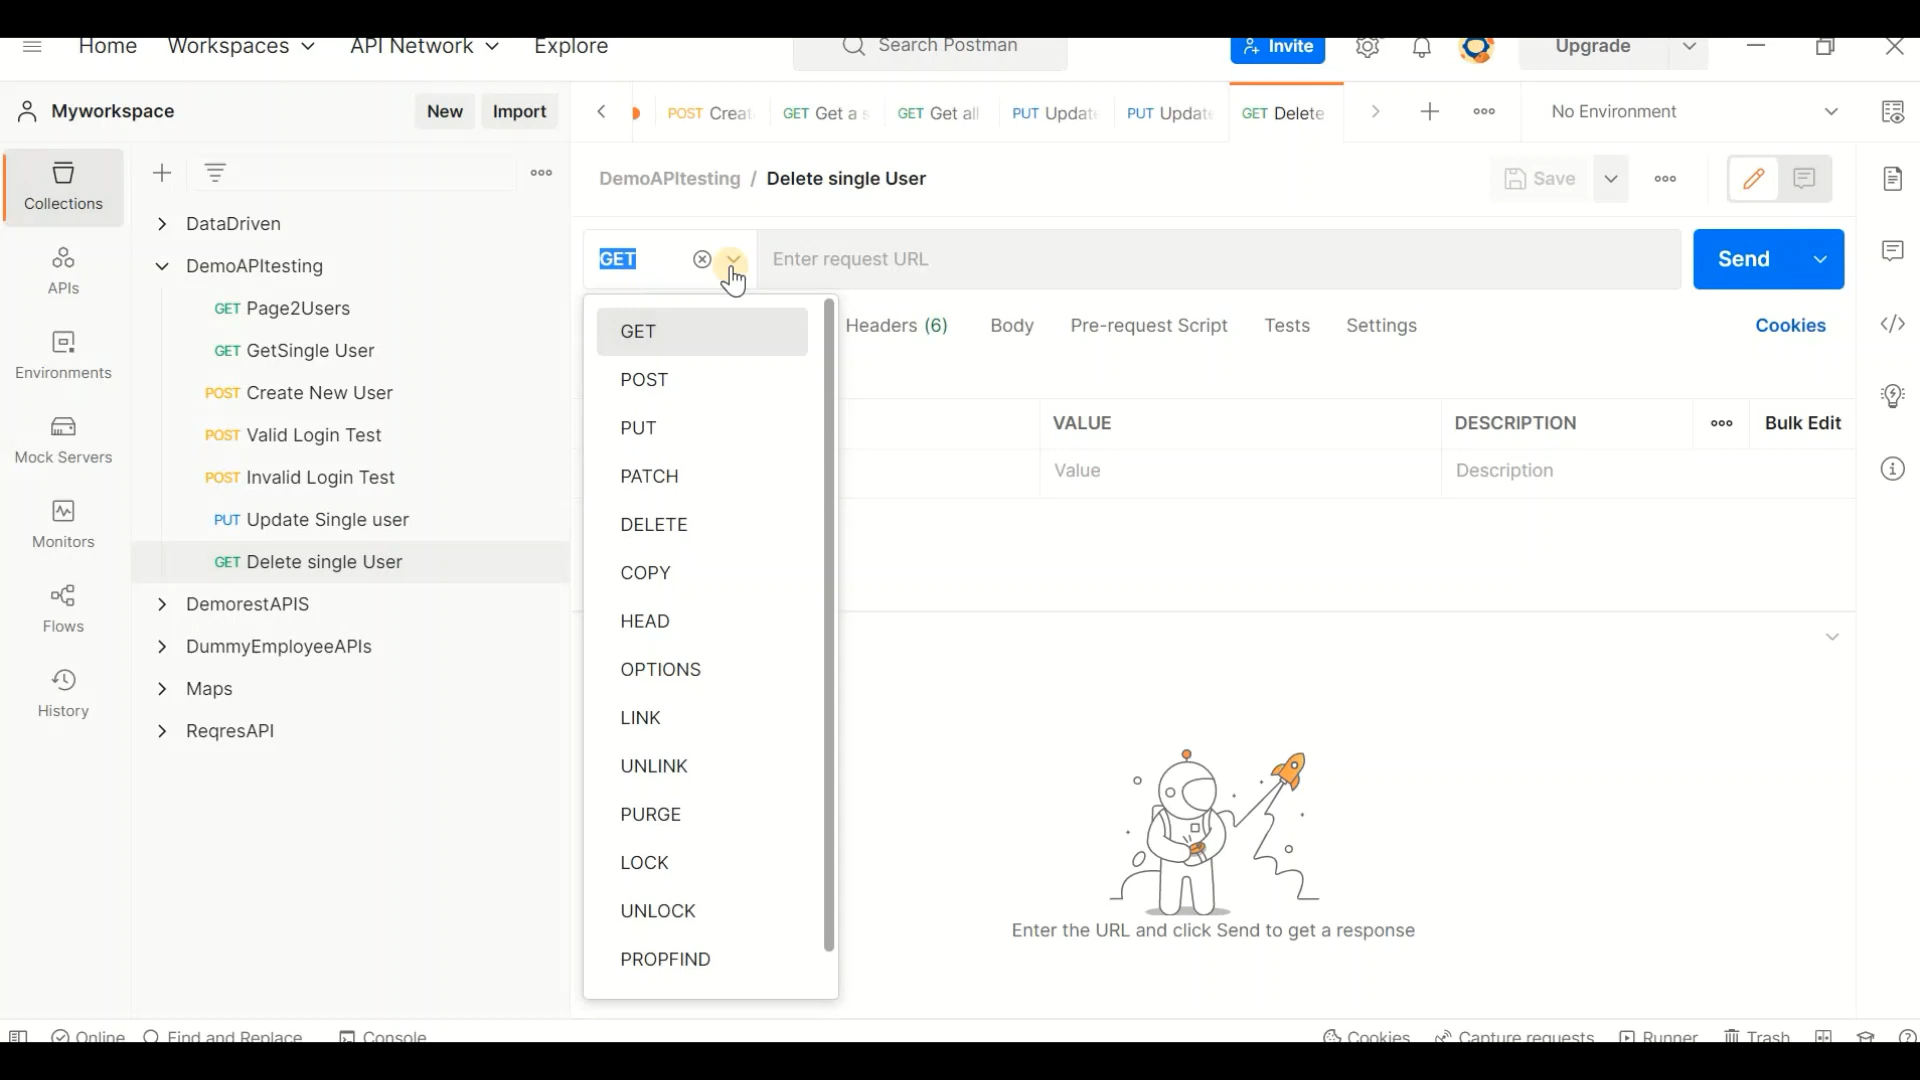 Home Workspaces API Network Explore Search Postman Invite Upgrade
Myworkspace New Import POST Creat GET Get a s GET Get all PUT Update PUT Update GET Delete No Environment
Collections
APIs
Environments
Mock Servers
Monitors
Flows
History
DataDriven
DemoAPItesting
GET Page2Users
GET GetSingle User
POST Create New User
POST Valid Login Test
POST Invalid Login Test
PUT Update Single user
GET Delete single User
DemorestAPIS
DummyEmployeeAPIs
Maps
ReqresAPI
DemoAPItesting / Delete single User Save
GET Enter request URL Send
Headers (6) Body Pre-request Script Tests Settings Cookies
GET
POST
PUT
PATCH
DELETE
COPY
HEAD
OPTIONS
LINK
UNLINK
PURGE
LOCK
UNLOCK
PROPFIND
VALUE DESCRIPTION Bulk Edit
Value Description
Enter the URL and click Send to get a response
Online Find and Replace Console Cookies Capture requests Runner Trash